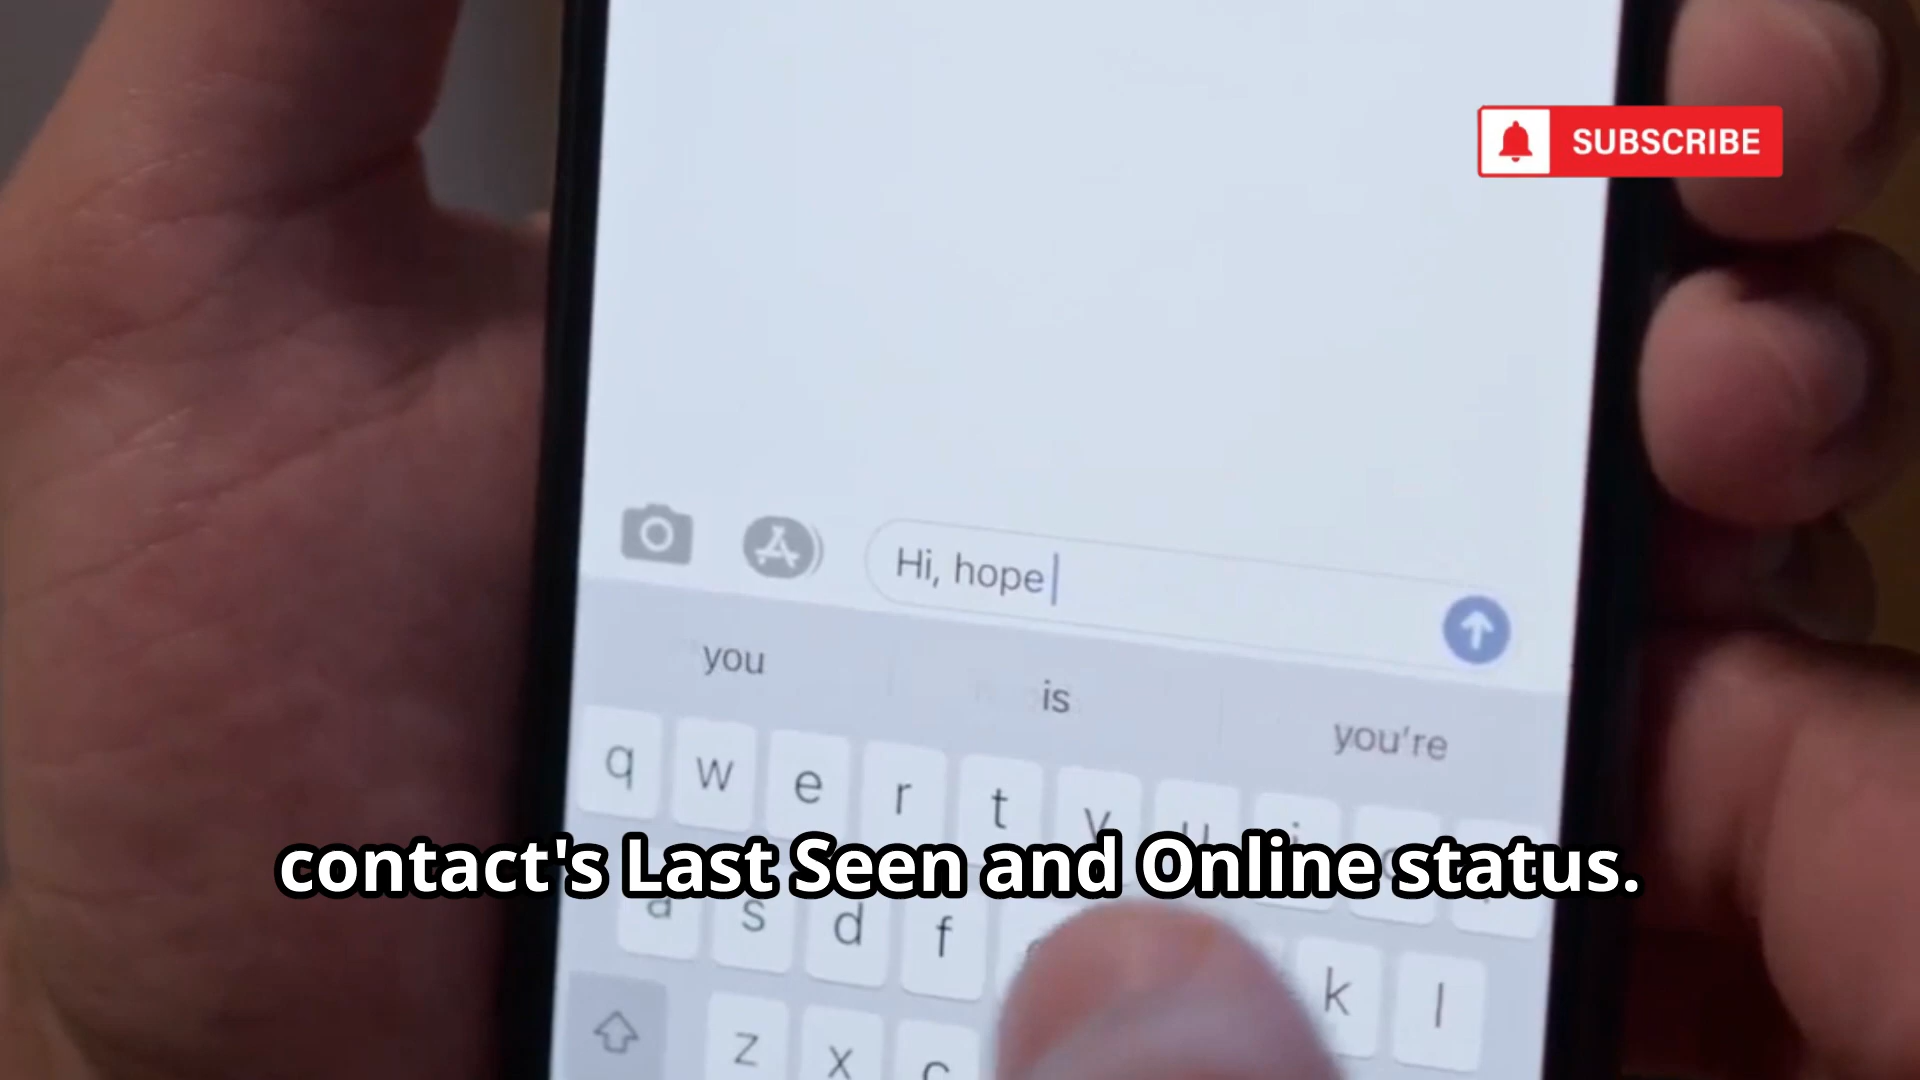 SUBSCRIBE
Hi, hope
you is you're
q w e r t y u i
contact's Last Seen and Online status.
a s d f k l
z x c